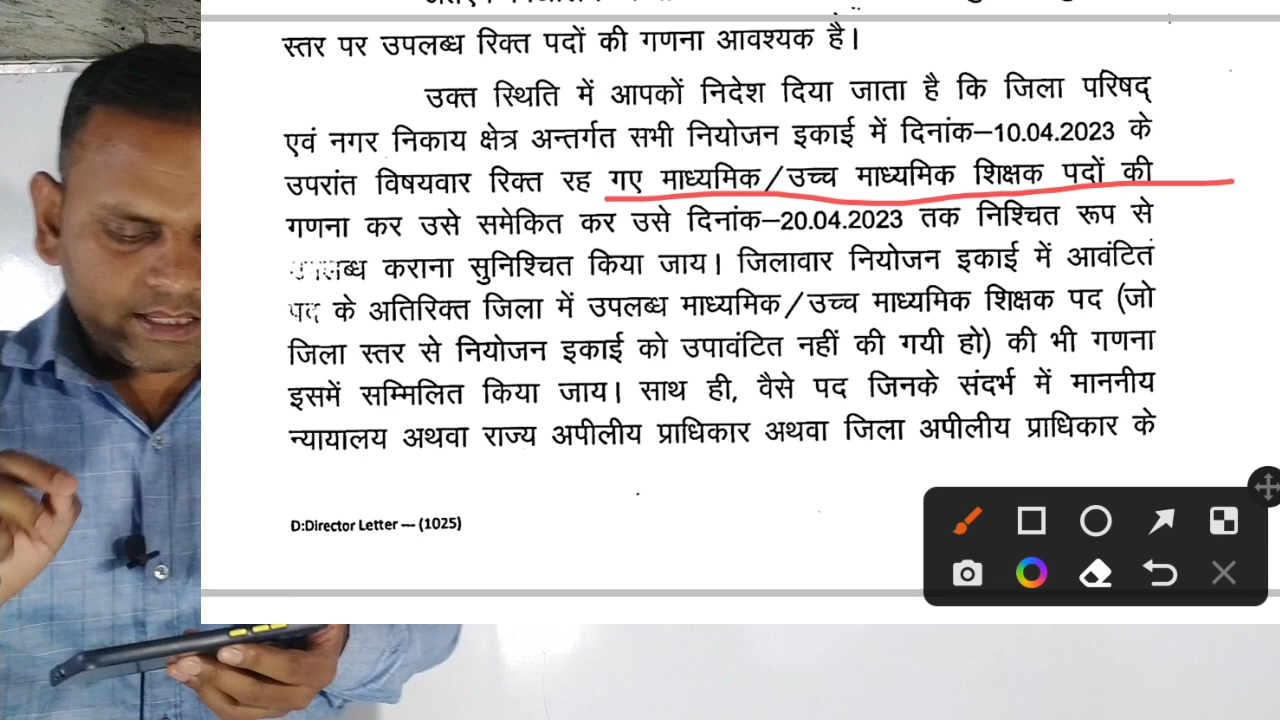 स्तर पर उपलब्ध रिक्त पदों की गणना आवश्यक है।
उक्त स्थिति में आपकों निदेश दिया जाता है कि जिला परिषद्
एवं नगर निकाय क्षेत्र अन्तर्गत सभी नियोजन इकाई में दिनांक–10.04.2023 के
उपरांत विषयवार रिक्त रह गए माध्यमिक/उच्च माध्यमिक शिक्षक पदों की
गणना कर उसे समेकित कर उसे दिनांक–20.04.2023 तक निश्चित रूप से
उपलब्ध कराना सुनिश्चित किया जाय। जिलावार नियोजन इकाई में आवंटित
पद के अतिरिक्त जिला में उपलब्ध माध्यमिक/उच्च माध्यमिक शिक्षक पद (जो
जिला स्तर से नियोजन इकाई को उपावंटित नहीं की गयी हो) की भी गणना
इसमें सम्मिलित किया जाय। साथ ही, वैसे पद जिनके संदर्भ में माननीय
न्यायालय अथवा राज्य अपीलीय प्राधिकार अथवा जिला अपीलीय प्राधिकार के
D:Director Letter --- (1025)